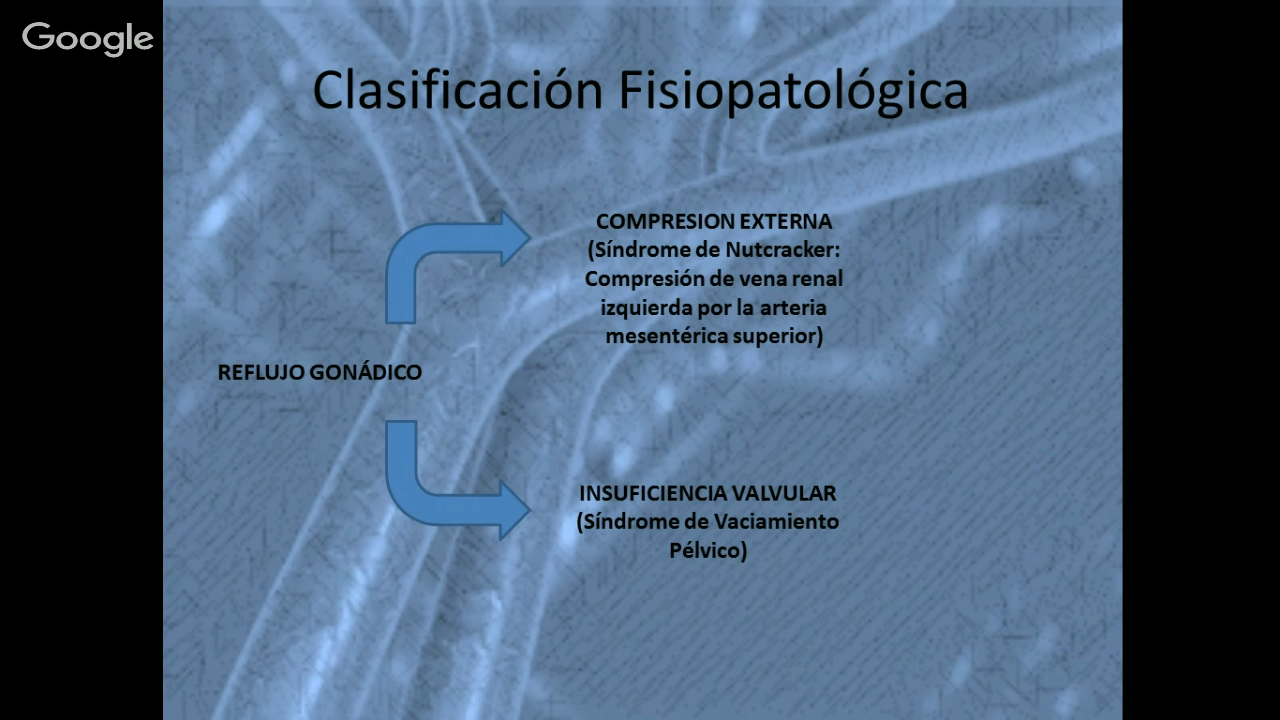 Google
Clasificación Fisiopatológica
COMPRESION EXTERNA
(Síndrome de Nutcracker:
Compresión de vena renal
izquierda por la arteria
mesentérica superior)
REFLUJO GONÁDICO
INSUFICIENCIA VALVULAR
(Síndrome de Vaciamiento
Pélvico)